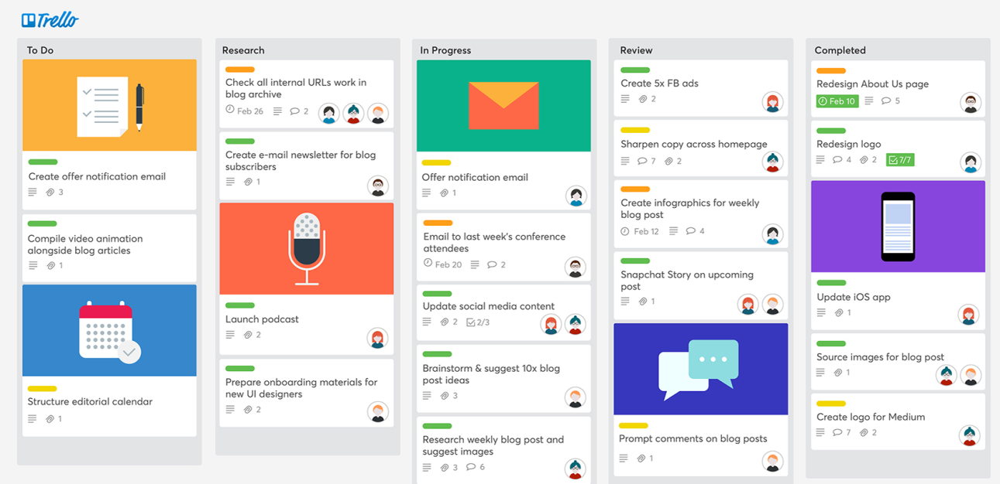 Trello
To Do
Create offer notification email
3
Compile video animation
alongside blog articles
1
Structure editorial calendar
1
Research
Check all internal URLs work in
blog archive
Feb 26 2
Create e-mail newsletter for blog
subscribers
1
Launch podcast
2
Prepare onboarding materials for
new UI designers
2
In Progress
Offer notification email
1
Email to last week's conference
attendees
Feb 20 2
Update social media content
2 2/3
Brainstorm & suggest 10x blog
post ideas
3
Research weekly blog post and
suggest images
3 6
Review
Create 5x FB ads
2
Sharpen copy across homepage
7 2
Create infographics for weekly
blog post
Feb 12 4
Snapchat Story on upcoming
post
1
Prompt comments on blog posts
1
Completed
Redesign About Us page
Feb 10 5
Redesign logo
4 2 7/7
Update iOS app
1
Source images for blog post
1
Create logo for Medium
7 2